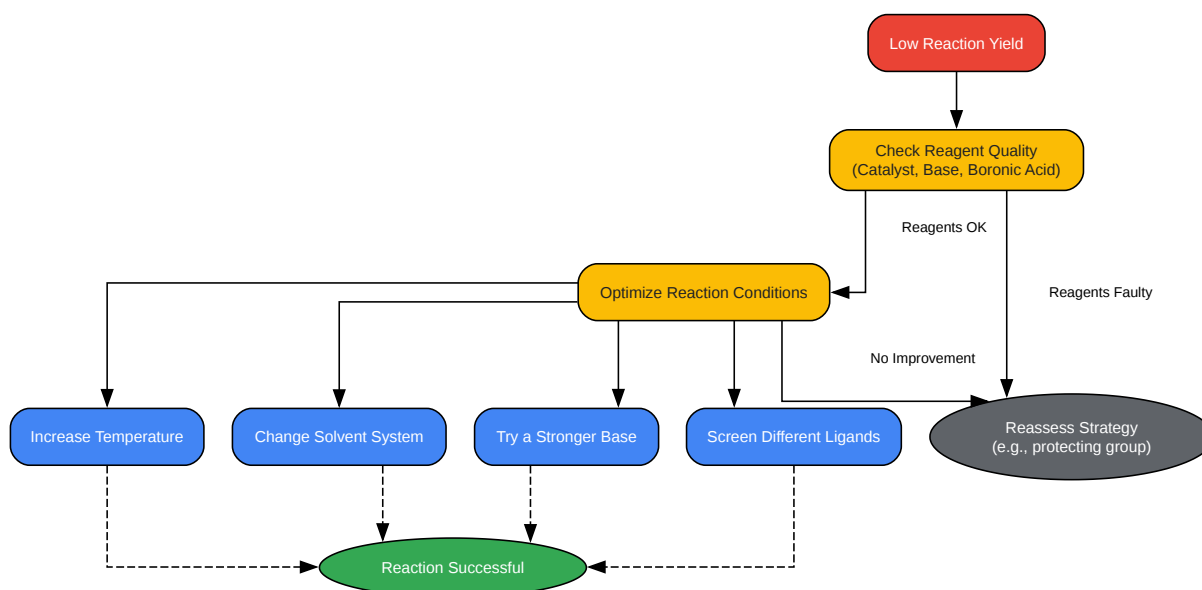 Low Reaction Yield
Check Reagent Quality
(Catalyst, Base, Boronic Acid)
Reagents OK
Optimize Reaction Conditions
Reagents Faulty
No Improvement
Increase Temperature
Change Solvent System
Try a Stronger Base
Screen Different Ligands
Reassess Strategy
(e.g., protecting group)
Reaction Successful